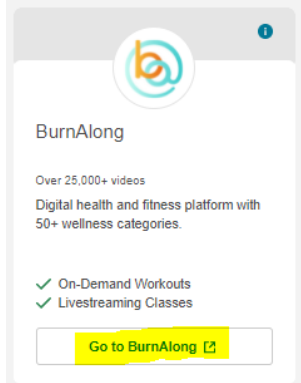 BurnAlong
Over 25,000+ videos
Digital health and fitness platform with
50+ wellness categories.
On-Demand Workouts
Livestreaming Classes
Go to BurnAlong